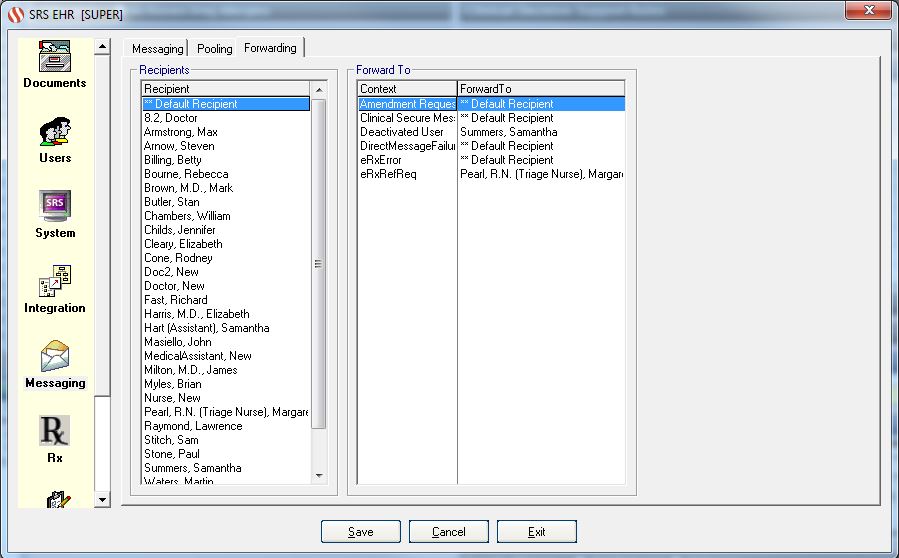 SRS EHR [SUPER]
Documents
Users
SRS
System
Integration
Messaging
Rx
Rx
Messaging Pooling Forwarding
Recipients
Recipient
** Default Recipient
8.2, Doctor
Armstrong, Max
Arnow, Steven
Billing, Betty
Bourne, Rebecca
Brown, M.D., Mark
Butler, Stan
Chambers, William
Childs, Jennifer
Cleary, Elizabeth
Cone, Rodney
Doc2, New
Doctor, New
Fast, Richard
Harris, M.D., Elizabeth
Hart (Assistant), Samantha
Masiello, John
MedicalAssistant, New
Milton, M.D., James
Myles, Brian
Nurse, New
Pearl, R.N. (Triage Nurse), Margare
Raymond, Lawrence
Stitch, Sam
Stone, Paul
Summers, Samantha
Waters, Martin
Forward To
Context ForwardTo
Amendment Reques ** Default Recipient
Clinical Secure Mes: ** Default Recipient
Deactivated User Summers, Samantha
DirectMessageFailu ** Default Recipient
eRxError ** Default Recipient
eRxRefReq Pearl, R.N. (Triage Nurse), Margare
Save Cancel Exit